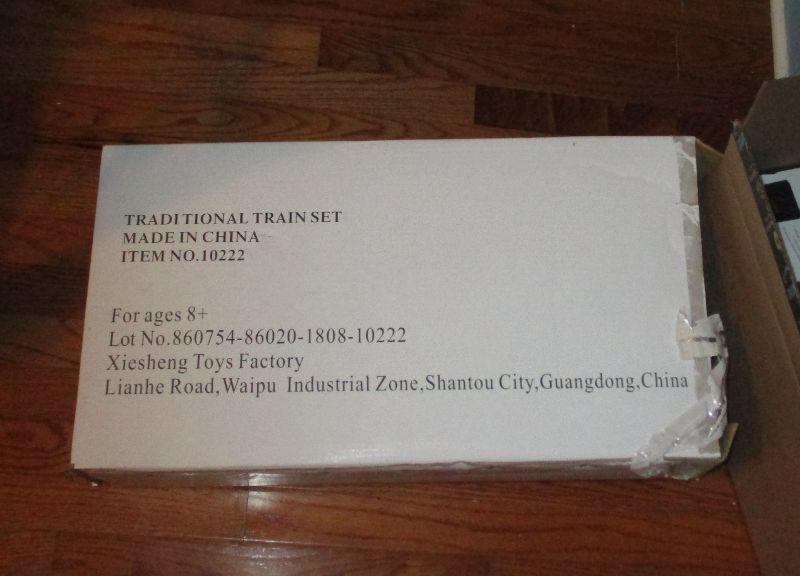 TRADITIONAL TRAIN SET
MADE IN CHINA
ITEM NO.10222
For ages 8+
Lot No.860754-86020-1808-10222
Xiesheng Toys Factory
Lianhe Road,Waipu Industrial Zone,Shantou City,Guangdong,China